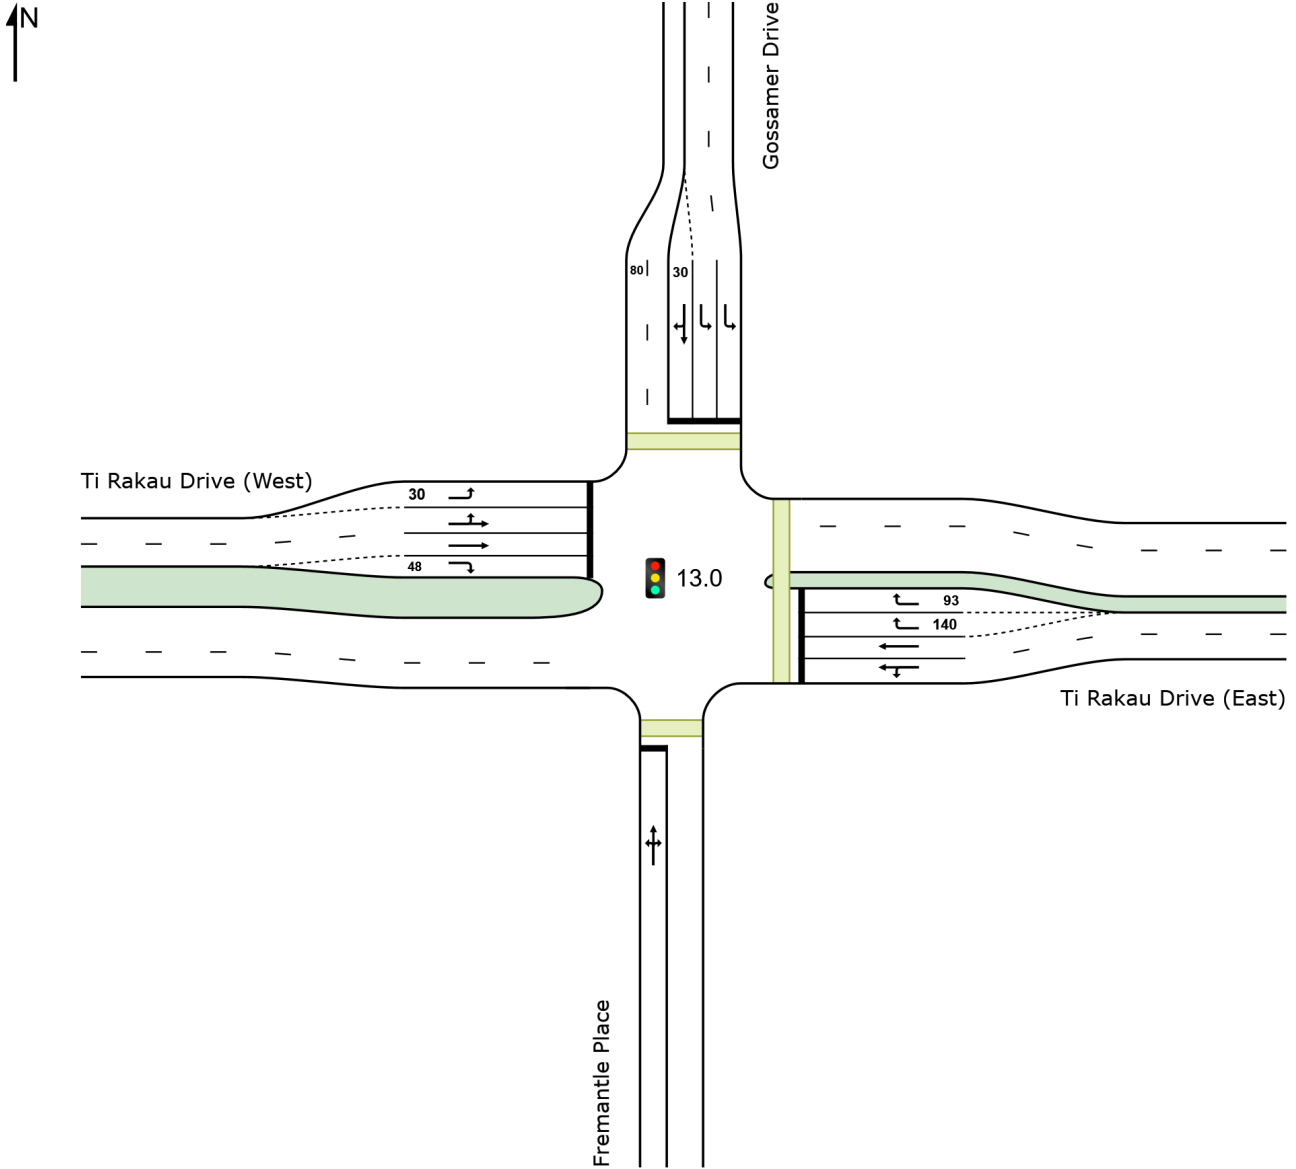 N
Gossamer Drive
80
30
Ti Rakau Drive (West)
30
48
13.0
93
140
Ti Rakau Drive (East)
Fremantle Place